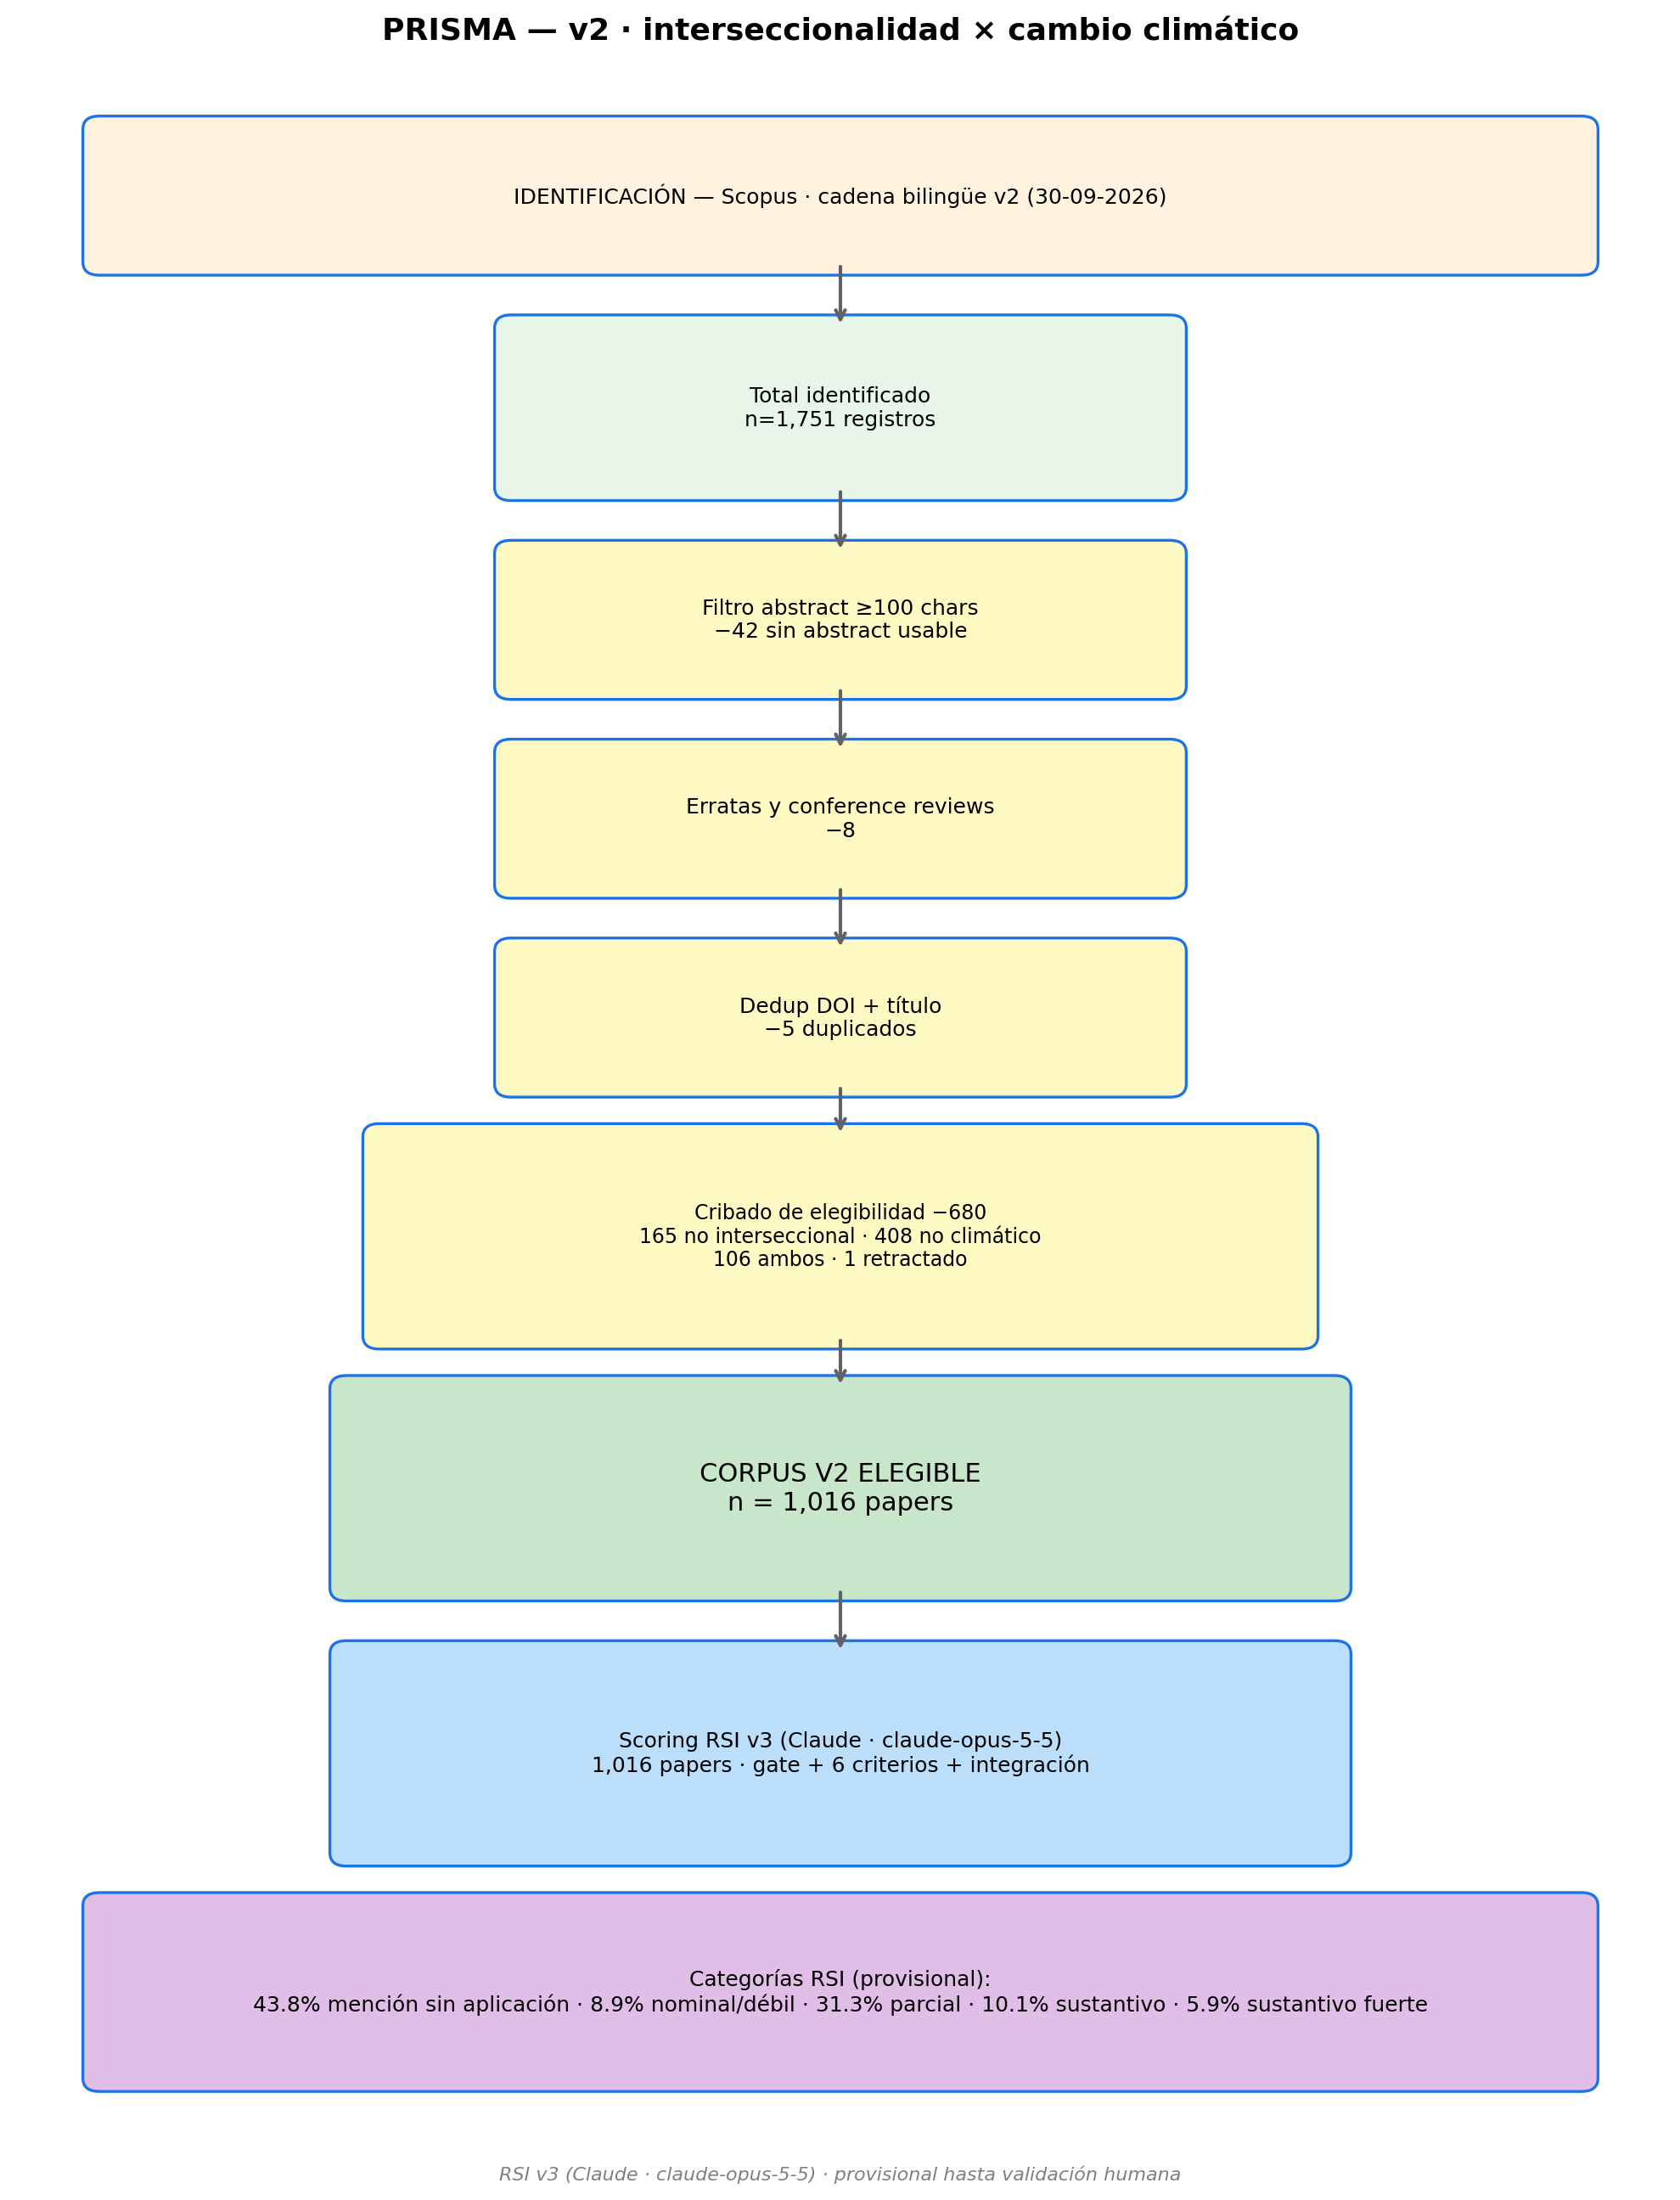 PRISMA — v2 · interseccionalidad × cambio climático
IDENTIFICACIÓN — Scopus · cadena bilingüe v2 (30-09-2026)
Total identificado
n=1,751 registros
Filtro abstract ≥100 chars
−42 sin abstract usable
Erratas y conference reviews
−8
Dedup DOI + título
−5 duplicados
Cribado de elegibilidad −680
165 no interseccional · 408 no climático
106 ambos · 1 retractado
CORPUS V2 ELEGIBLE
n = 1,016 papers
Scoring RSI v3 (Claude · claude-opus-5-5)
1,016 papers · gate + 6 criterios + integración
Categorías RSI (provisional):
43.8% mención sin aplicación · 8.9% nominal/débil · 31.3% parcial · 10.1% sustantivo · 5.9% sustantivo fuerte
RSI v3 (Claude · claude-opus-5-5) · provisional hasta validación humana